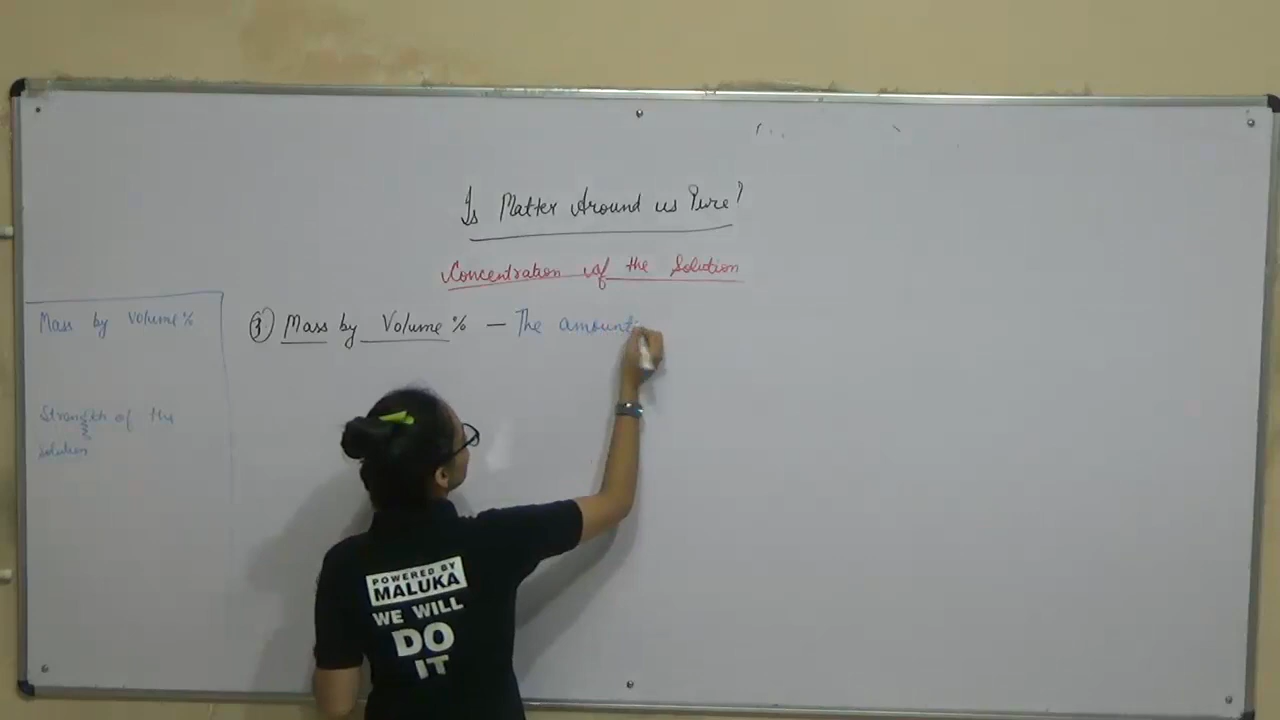 Is Matter Around us Pure?
Concentration of the Solution
Mass by Volume %
Strength of the
Solution
③ Mass by Volume % — The amount
POWERED BY
MALUKA
WE WILL
DO
IT